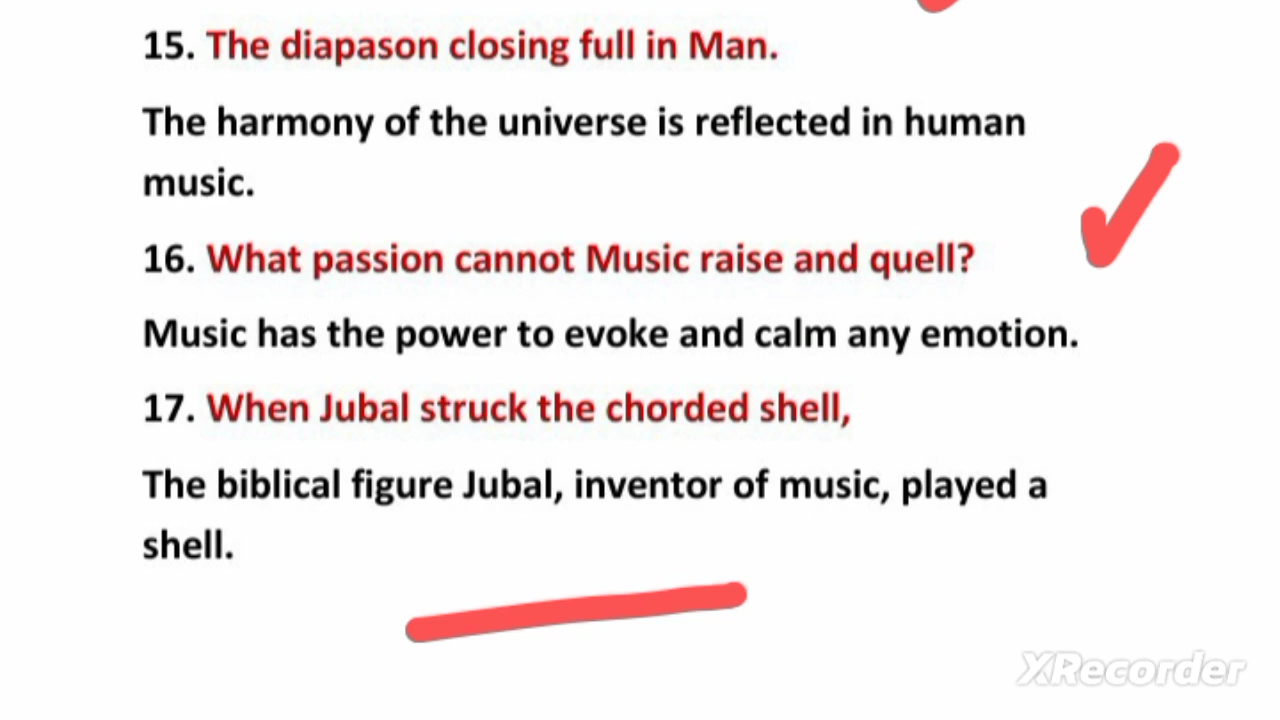 15. The diapason closing full in Man.
The harmony of the universe is reflected in human
music.
16. What passion cannot Music raise and quell?
Music has the power to evoke and calm any emotion.
17. When Jubal struck the chorded shell,
The biblical figure Jubal, inventor of music, played a
shell.
XRecorder